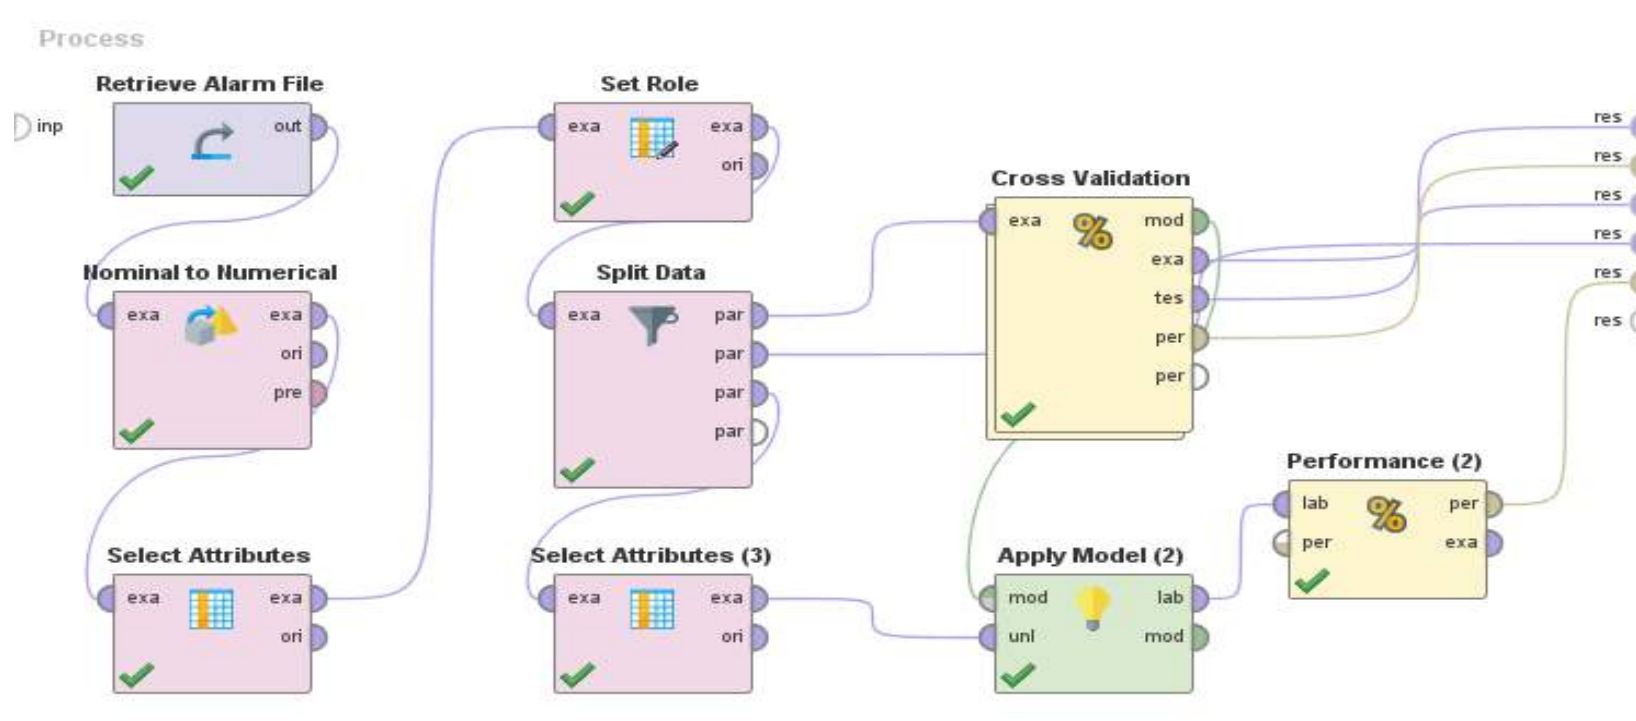 Process
inp
Retrieve Alarm File
out
Nominal to Numerical
exa exa
ori
pre
Select Attributes
exa exa
ori
Set Role
exa exa
ori
Split Data
exa par
par
par
par
Select Attributes (3)
exa exa
ori
Cross Validation
exa % mod
exa
tes
per
per
Apply Model (2)
mod lab
unl mod
Performance (2)
lab % per
per exa
res
res
res
res
res
res